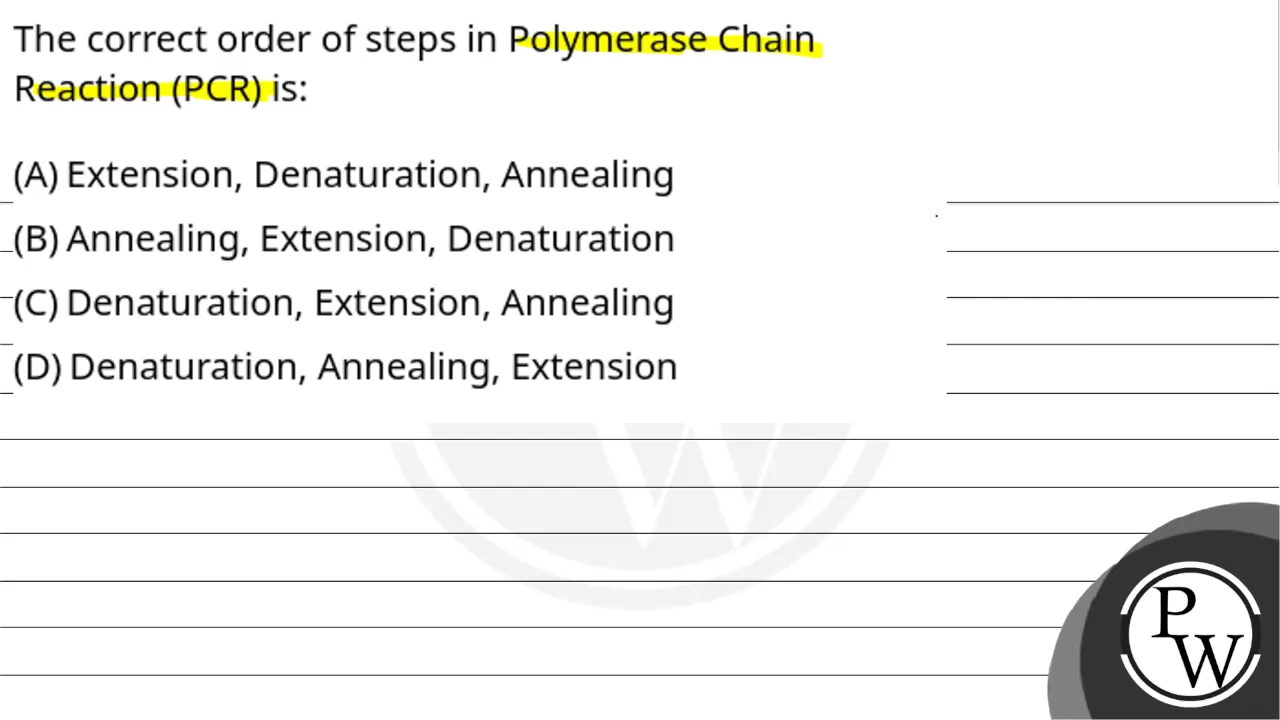 The correct order of steps in Polymerase Chain
Reaction (PCR) is:
(A) Extension, Denaturation, Annealing
(B) Annealing, Extension, Denaturation
(C) Denaturation, Extension, Annealing
(D) Denaturation, Annealing, Extension
P
W